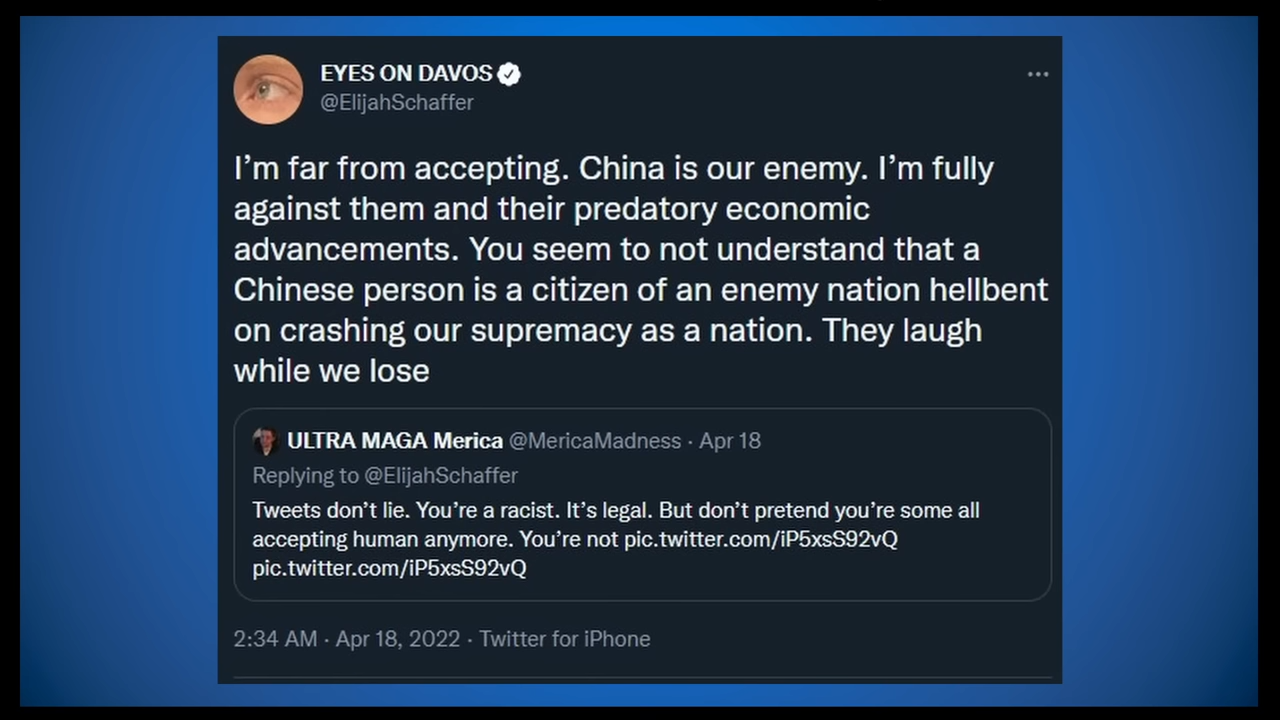 EYES ON DAVOS
@ElijahSchaffer
I'm far from accepting. China is our enemy. I'm fully
against them and their predatory economic
advancements. You seem to not understand that a
Chinese person is a citizen of an enemy nation hellbent
on crashing our supremacy as a nation. They laugh
while we lose
ULTRA MAGA Merica @MericaMadness · Apr 18
Replying to @ElijahSchaffer
Tweets don't lie. You're a racist. It's legal. But don't pretend you're some all
accepting human anymore. You're not pic.twitter.com/iP5xsS92vQ
pic.twitter.com/iP5xsS92vQ
2:34 AM · Apr 18, 2022 · Twitter for iPhone